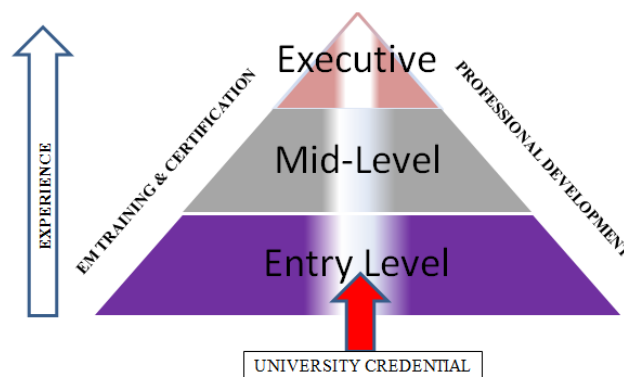 Executive
Mid-Level
Entry Level
EXPERIENCE
EM TRAINING & CERTIFICATION
PROFESSIONAL DEVELOPMENT
UNIVERSITY CREDENTIAL